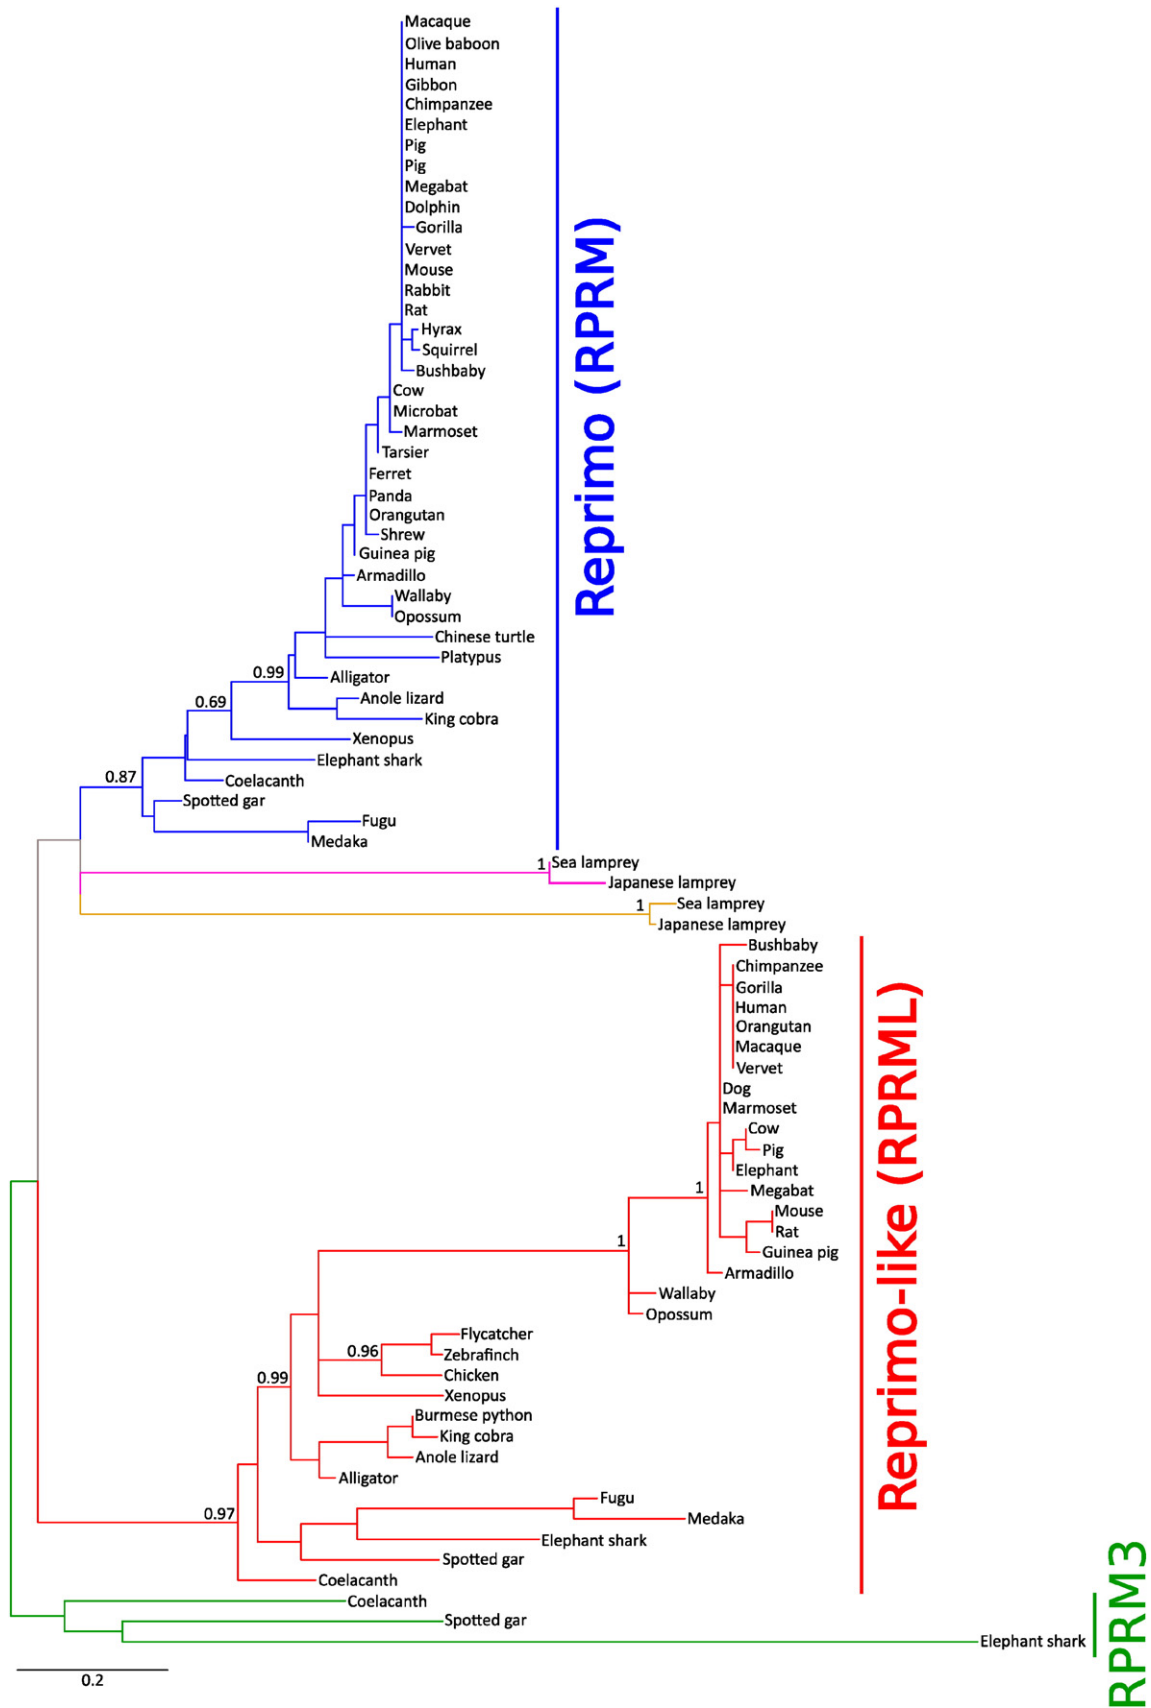 Macaque
Olive baboon
Human
Gibbon
Chimpanzee
Elephant
Pig
Pig
Megabat
Dolphin
Gorilla
Vervet
Mouse
Rabbit
Rat
Hyrax
Squirrel
Bushbaby
Cow
Microbat
Marmoset
Tarsier
Ferret
Panda
Orangutan
Shrew
Guinea pig
Armadillo
Wallaby
Opossum
Chinese turtle
Platypus
0.99
Alligator
Anole lizard
0.69
King cobra
Xenopus
Elephant shark
0.87
Coelacanth
Spotted gar
Fugu
Medaka
Reprimo (RPRM)
1
Sea lamprey
Japanese lamprey
1
Sea lamprey
Japanese lamprey
Bushbaby
Chimpanzee
Gorilla
Human
Orangutan
Macaque
Vervet
Dog
Marmoset
Cow
Pig
Elephant
1
Megabat
Mouse
Rat
1
Guinea pig
Armadillo
Wallaby
Opossum
Flycatcher
0.96
Zebrafinch
Chicken
0.99
Xenopus
Burmese python
King cobra
Anole lizard
Alligator
Fugu
0.97
Medaka
Elephant shark
Spotted gar
Coelacanth
Reprimo-like (RPRML)
Coelacanth
Spotted gar
Elephant shark
RPRM3
0.2